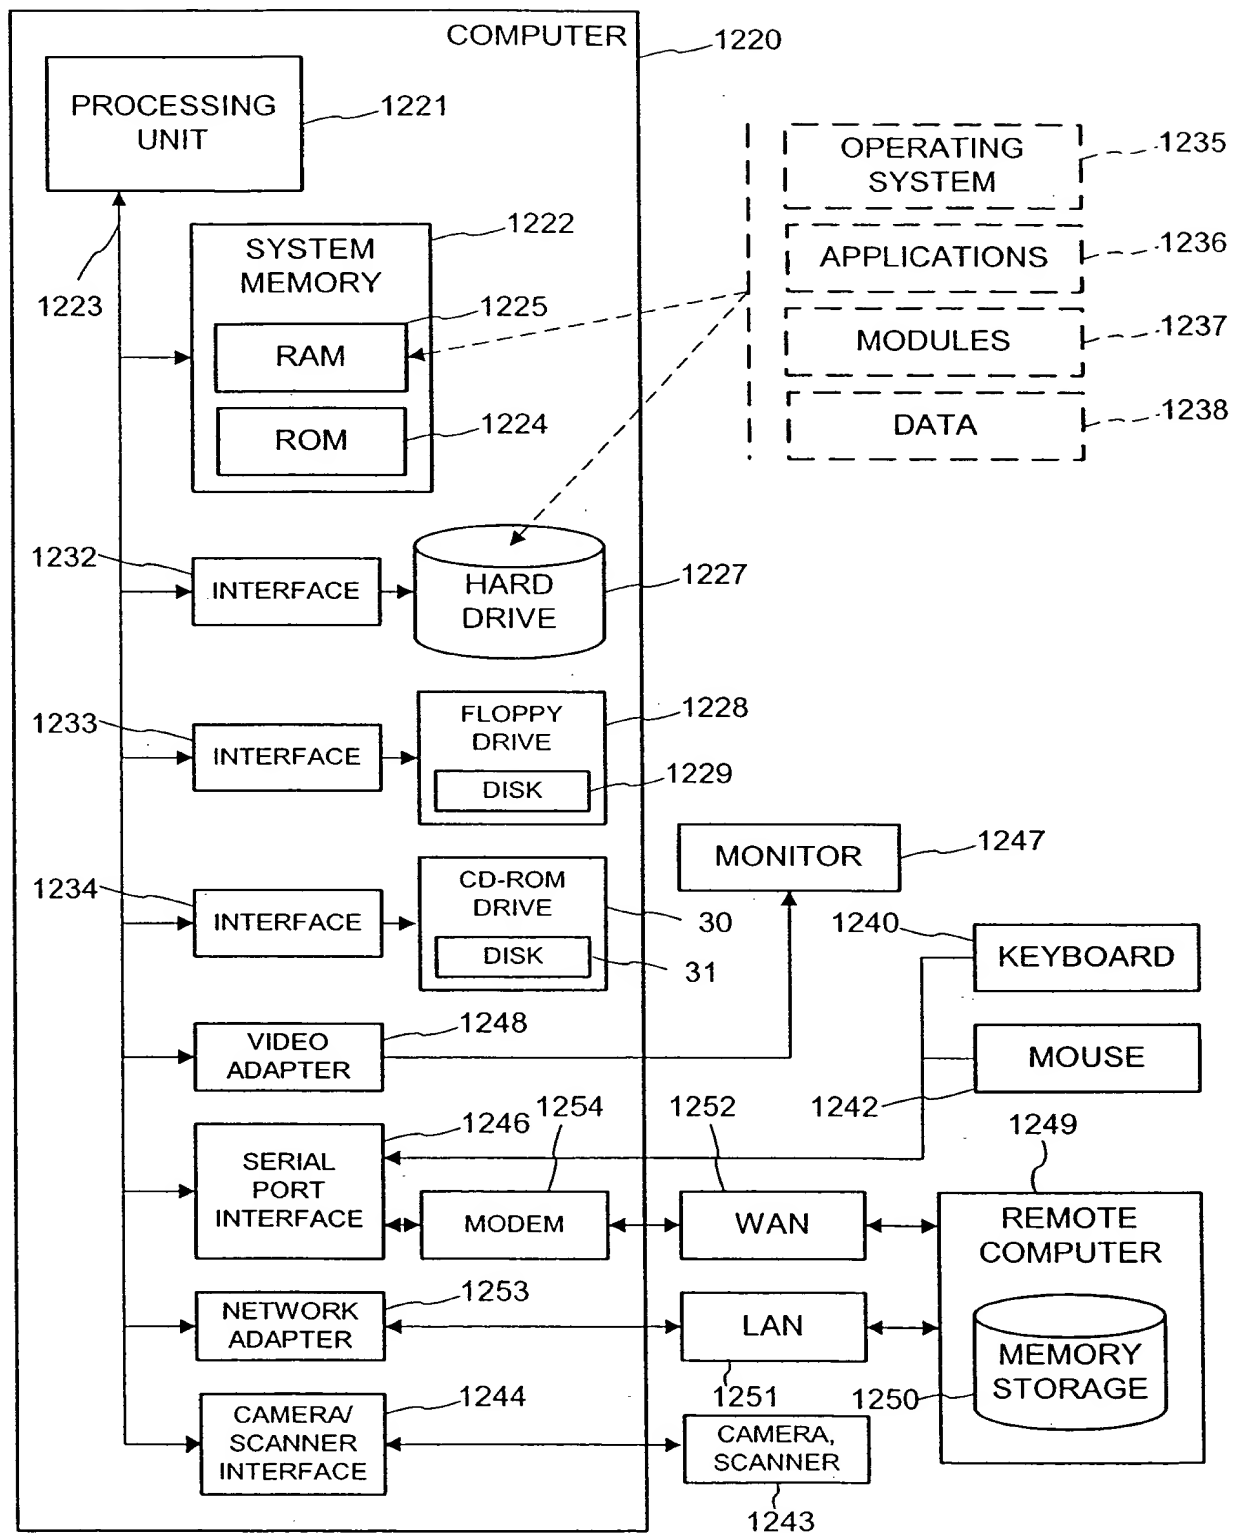 COMPUTER
1220
PROCESSING
UNIT
1221
1223
SYSTEM
MEMORY
1222
RAM
1225
ROM
1224
OPERATING
SYSTEM
1235
APPLICATIONS
1236
MODULES
1237
DATA
1238
1232
INTERFACE
HARD
DRIVE
1227
1233
INTERFACE
FLOPPY
DRIVE
1228
DISK
1229
1234
INTERFACE
CD-ROM
DRIVE
30
DISK
31
MONITOR
1247
1240
KEYBOARD
MOUSE
1242
VIDEO
ADAPTER
1248
SERIAL
PORT
INTERFACE
1246
1254
MODEM
1252
WAN
1249
REMOTE
COMPUTER
MEMORY
STORAGE
1250
NETWORK
ADAPTER
1253
LAN
1251
CAMERA/
SCANNER
INTERFACE
1244
CAMERA,
SCANNER
1243